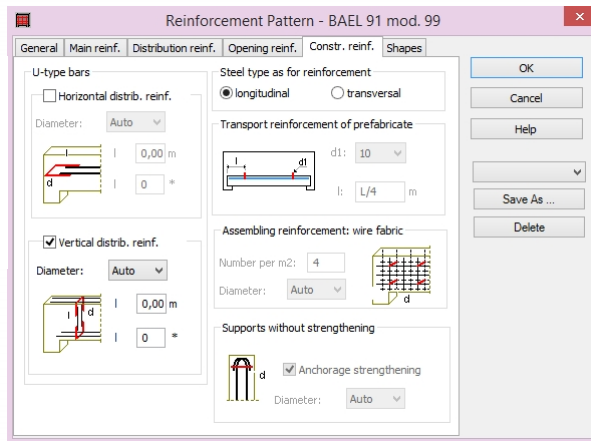 Reinforcement Pattern - BAEL 91 mod. 99
General Main reinf. Distribution reinf. Opening reinf. Constr. reinf. Shapes
U-type bars
Horizontal distrib. reinf.
Diameter: Auto
l
d
l 0,00 m
l 0 *
Vertical distrib. reinf.
Diameter: Auto
l d
l 0,00 m
l 0 *
Steel type as for reinforcement
longitudinal transversal
Transport reinforcement of prefabricate
l d1
d1: 10
l: L/4 m
Assembling reinforcement: wire fabric
Number per m2: 4
Diameter: Auto
d
Supports without strengthening
d
Anchorage strengthening
Diameter: Auto
OK
Cancel
Help
Save As ...
Delete